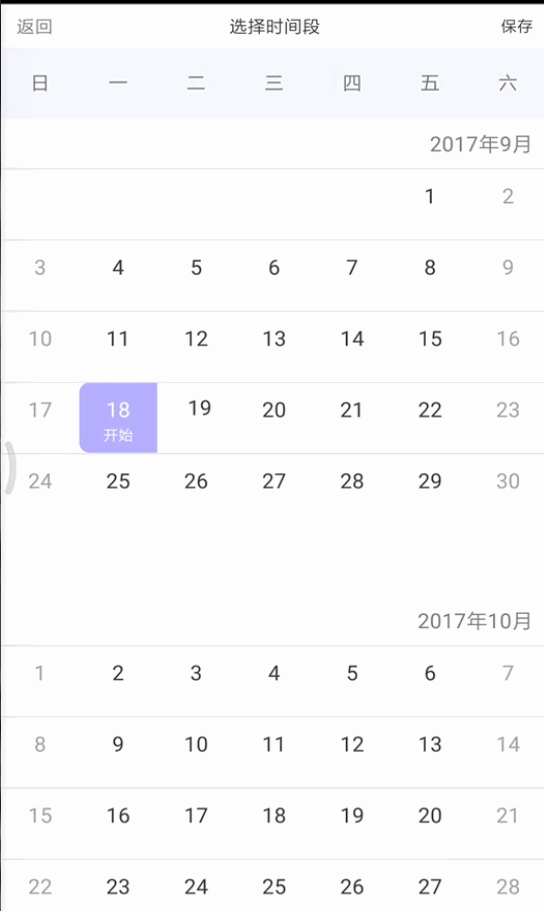 返回 选择时间段 保存
日 一 二 三 四 五 六
2017年9月
1 2
3 4 5 6 7 8 9
10 11 12 13 14 15 16
17 18 19 20 21 22 23
开始
24 25 26 27 28 29 30
2017年10月
1 2 3 4 5 6 7
8 9 10 11 12 13 14
15 16 17 18 19 20 21
22 23 24 25 26 27 28